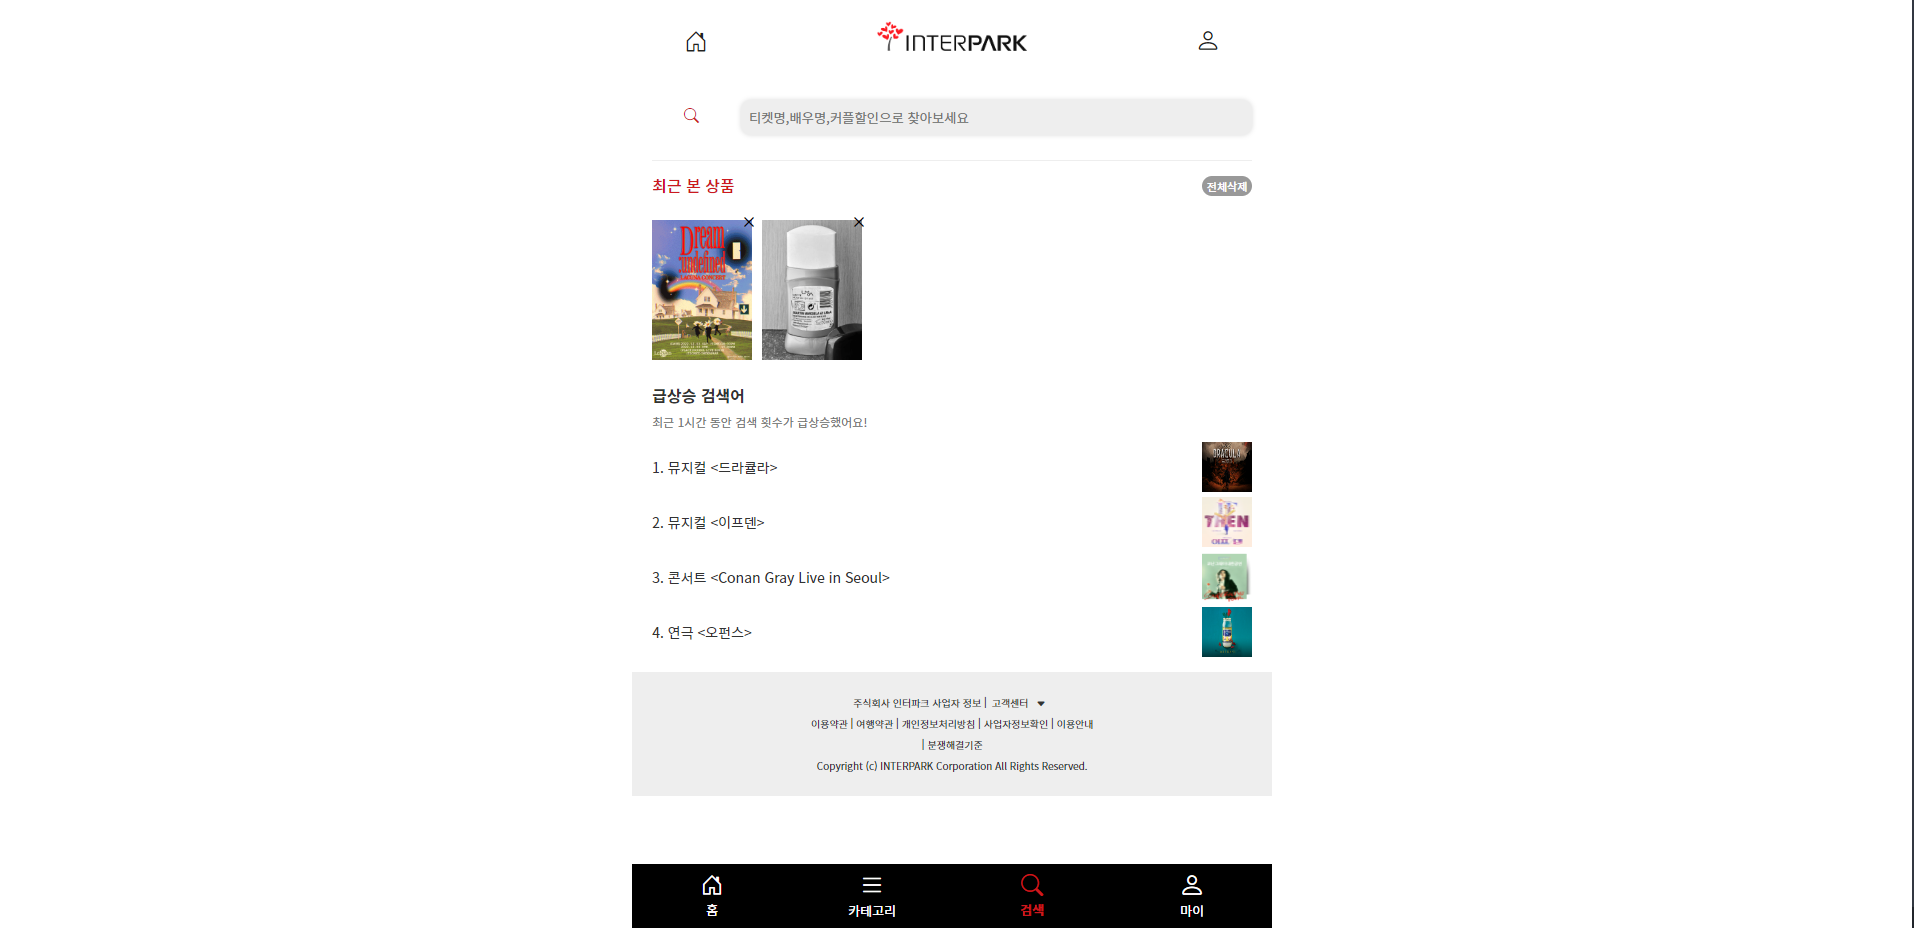 INTERPARK
티켓명,배우명,커플할인으로 찾아보세요
최근 본 상품
전체삭제
Dream
undefined
급상승 검색어
최근 1시간 동안 검색 횟수가 급상승했어요!
1. 뮤지컬 <드라큘라>
DRACULA
2. 뮤지컬 <이프덴>
IF THEN
3. 콘서트 <Conan Gray Live in Seoul>
4. 연극 <오펀스>
주식회사 인터파크 사업자 정보 | 고객센터
이용약관 | 여행약관 | 개인정보처리방침 | 사업자정보확인 | 이용안내
| 분쟁해결기준
Copyright (c) INTERPARK Corporation All Rights Reserved.
홈
카테고리
검색
마이